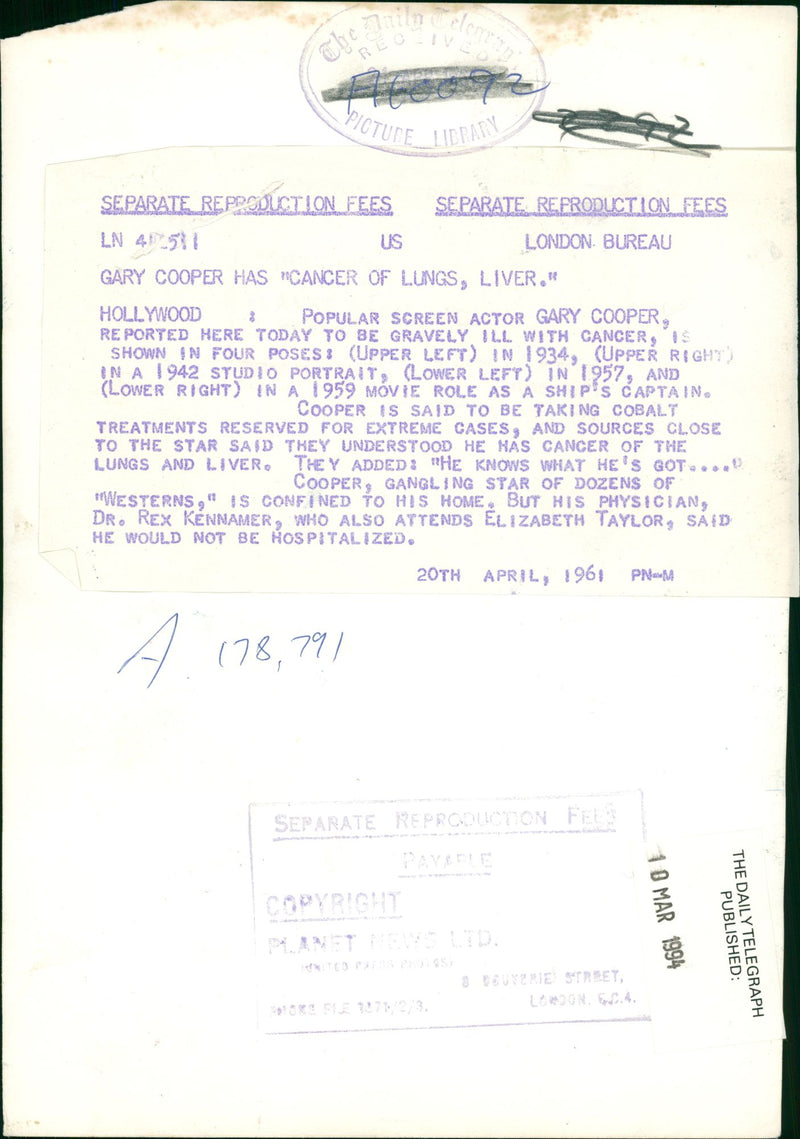 The Daily Telegraph
RECEIVED
A60092
PICTURE LIBRARY
SEPARATE REPRODUCTION FEES SEPARATE REPRODUCTION FEES
LN US LONDON BUREAU
GARY COOPER HAS "CANCER OF LUNGS, LIVER."
HOLLYWOOD : POPULAR SCREEN ACTOR GARY COOPER,
REPORTED HERE TODAY TO BE GRAVELY ILL WITH CANCER, IS
SHOWN IN FOUR POSES: (UPPER LEFT) IN 1934, (UPPER RIGHT)
IN A 1942 STUDIO PORTRAIT, (LOWER LEFT) IN 1957, AND
(LOWER RIGHT) IN A 1959 MOVIE ROLE AS A SHIP'S CAPTAIN.
COOPER IS SAID TO BE TAKING COBALT
TREATMENTS RESERVED FOR EXTREME CASES, AND SOURCES CLOSE
TO THE STAR SAID THEY UNDERSTOOD HE HAS CANCER OF THE
LUNGS AND LIVER. THEY ADDED: "HE KNOWS WHAT HE'S GOT...."
COOPER, GANGLING STAR OF DOZENS OF
"WESTERNS," IS CONFINED TO HIS HOME. BUT HIS PHYSICIAN,
DR. REX KENNAMER, WHO ALSO ATTENDS ELIZABETH TAYLOR, SAID
HE WOULD NOT BE HOSPITALIZED.
20TH APRIL, 1961 PN-M
A 178,791
SEPARATE REPRODUCTION FEES
PAYABLE
COPYRIGHT
PLANET NEWS LTD.
(UNITED PRESS PHOTOS)
8 BOUVERIE STREET,
LONDON, E.C.4.
10 MAR 1994
THE DAILY TELEGRAPH
PUBLISHED: